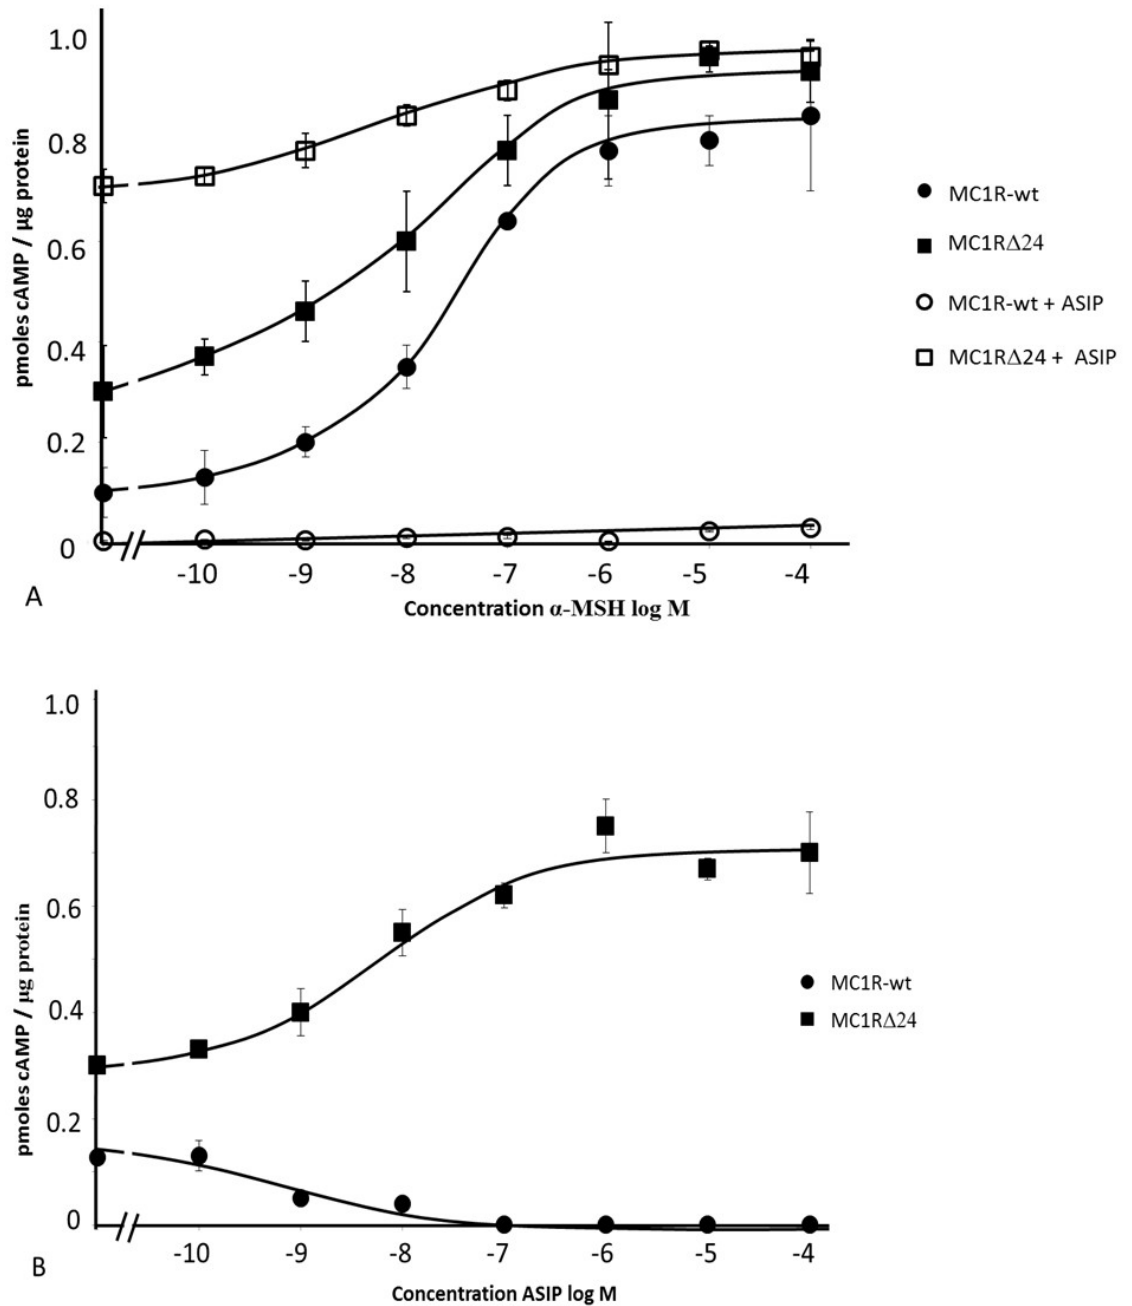 1.0
0.8
0.6
0.4
0.2
0
pmoles cAMP / µg protein
-10 -9 -8 -7 -6 -5 -4
Concentration α-MSH log M
A
MC1R-wt
MC1RΔ24
MC1R-wt + ASIP
MC1RΔ24 + ASIP
1.0
0.8
0.6
0.4
0.2
0
pmoles cAMP / µg protein
MC1R-wt
MC1RΔ24
-10 -9 -8 -7 -6 -5 -4
B
Concentration ASIP log M